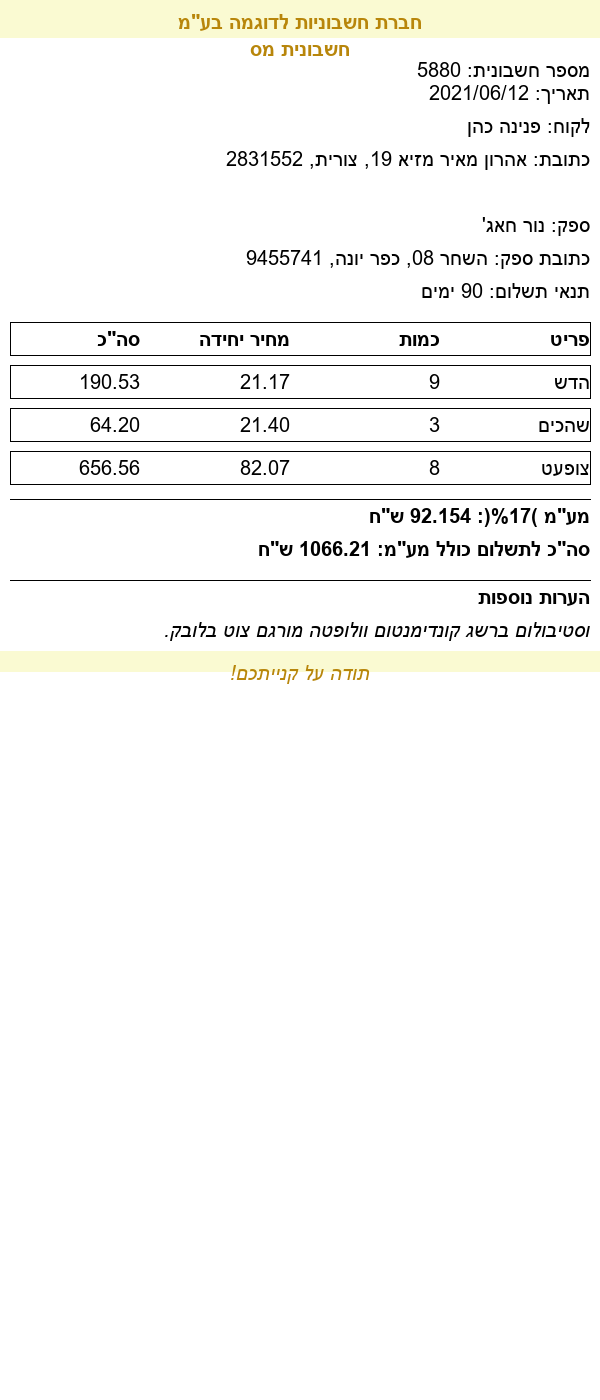 חברת חשבוניות לדוגמה בע"מ
חשבונית מס
מספר חשבונית: 5880
תאריך: 2021/06/12
לקוח: פנינה כהן
כתובת: אהרון מאיר מזיא 19, צורית, 2831552
ספק: נור חאג'
כתובת ספק: השחר 08, כפר יונה, 9455741
תנאי תשלום: 90 ימים
פריט כמות מחיר יחידה סה"כ
הדש 9 21.17 190.53
שהכים 3 21.40 64.20
צופעט 8 82.07 656.56
מע"מ )17%(: 92.154 ש"ח
סה"כ לתשלום כולל מע"מ: 1066.21 ש"ח
הערות נוספות
וסטיבולום ברשג קונדימנטום וולופטה מורגם צוט בלובק.
תודה על קנייתכם!